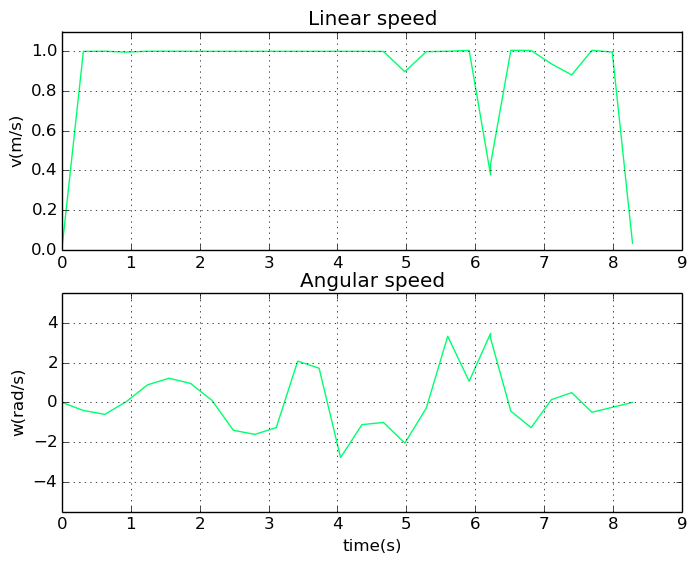 Linear speed
v(m/s)
1.0
0.8
0.6
0.4
0.2
0.0
0 1 2 3 4 5 6 7 8 9
Angular speed
w(rad/s)
4
2
0
−2
−4
0 1 2 3 4 5 6 7 8 9
time(s)